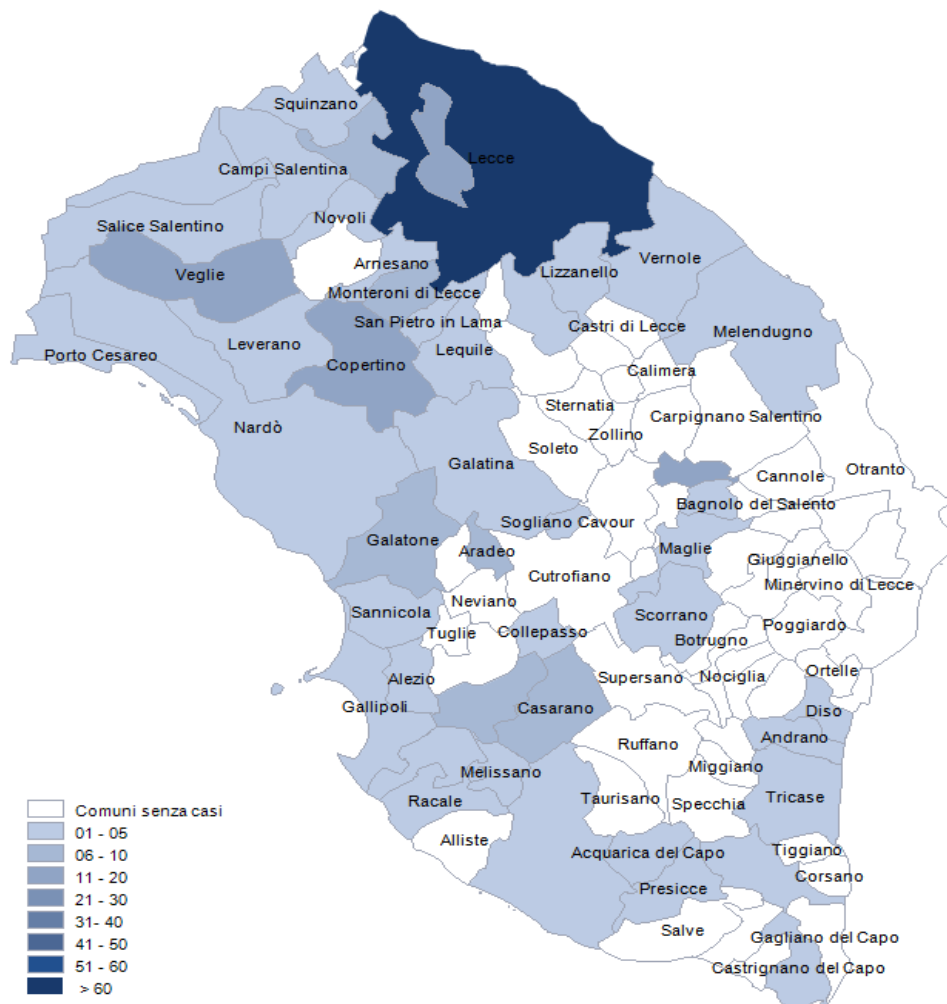 Squinzano
Lecce
Campi Salentina
Novoli
Salice Salentino
Vernole
Arnesano
Lizzanello
Veglie
Monteroni di Lecce
San Pietro in Lama
Castri di Lecce
Melendugno
Leverano
Lequile
Porto Cesareo
Copertino
Calimera
Sternatia
Carpignano Salentino
Nardò
Zollino
Soleto
Galatina
Otranto
Cannole
Bagnolo del Salento
Sogliano Cavour
Galatone
Aradeo
Maglie
Giuggianello
Cutrofiano
Minervino di Lecce
Neviano
Sannicola
Scorrano
Poggiardo
Tuglie
Collepasso
Botrugno
Ortelle
Alezio
Supersano
Nociglia
Gallipoli
Casarano
Diso
Andrano
Ruffano
Miggiano
Melissano
Tricase
Racale
Taurisano
Specchia
Alliste
Tiggiano
Acquarica del Capo
Corsano
Presicce
Salve
Gagliano del Capo
Castrignano del Capo
Comuni senza casi
01 - 05
06 - 10
11 - 20
21 - 30
31- 40
41 - 50
51 - 60
> 60